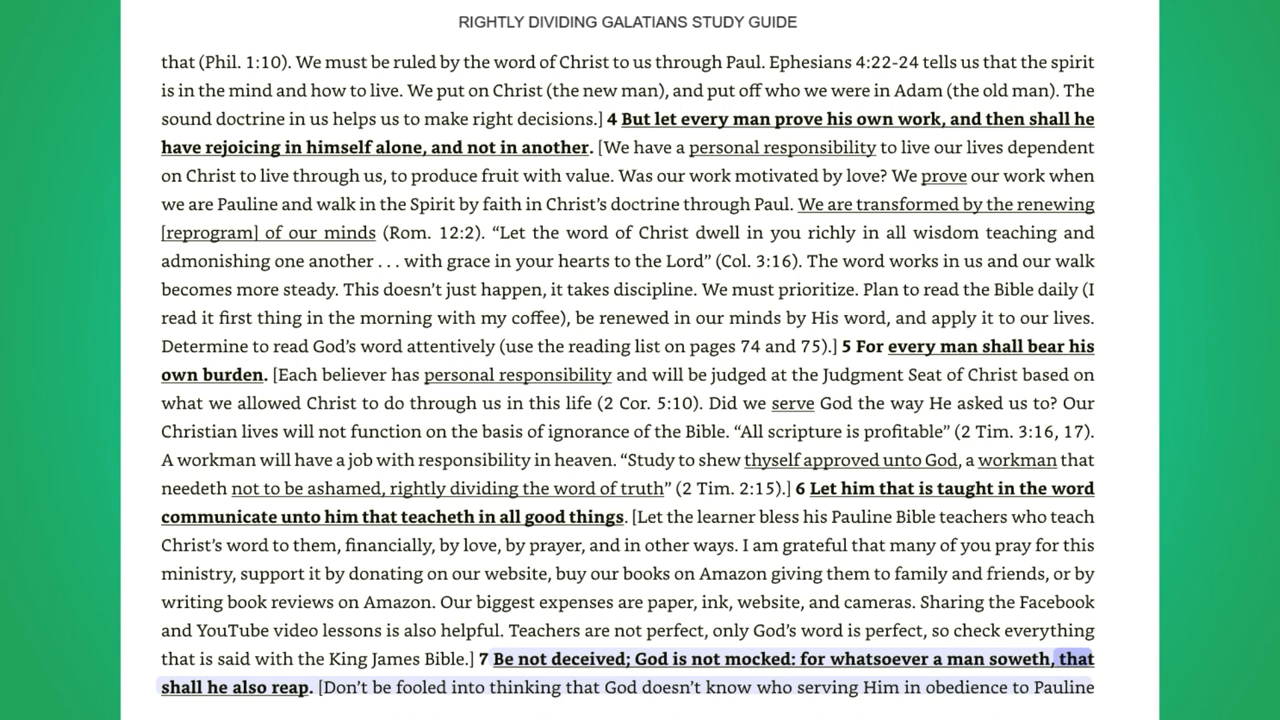 RIGHTLY DIVIDING GALATIANS STUDY GUIDE
that (Phil. 1:10). We must be ruled by the word of Christ to us through Paul. Ephesians 4:22-24 tells us that the spirit
is in the mind and how to live. We put on Christ (the new man), and put off who we were in Adam (the old man). The
sound doctrine in us helps us to make right decisions.] 4 But let every man prove his own work, and then shall he
have rejoicing in himself alone, and not in another. [We have a personal responsibility to live our lives dependent
on Christ to live through us, to produce fruit with value. Was our work motivated by love? We prove our work when
we are Pauline and walk in the Spirit by faith in Christ’s doctrine through Paul. We are transformed by the renewing
[reprogram] of our minds (Rom. 12:2). “Let the word of Christ dwell in you richly in all wisdom teaching and
admonishing one another . . . with grace in your hearts to the Lord” (Col. 3:16). The word works in us and our walk
becomes more steady. This doesn’t just happen, it takes discipline. We must prioritize. Plan to read the Bible daily (I
read it first thing in the morning with my coffee), be renewed in our minds by His word, and apply it to our lives.
Determine to read God’s word attentively (use the reading list on pages 74 and 75).] 5 For every man shall bear his
own burden. [Each believer has personal responsibility and will be judged at the Judgment Seat of Christ based on
what we allowed Christ to do through us in this life (2 Cor. 5:10). Did we serve God the way He asked us to? Our
Christian lives will not function on the basis of ignorance of the Bible. “All scripture is profitable” (2 Tim. 3:16, 17).
A workman will have a job with responsibility in heaven. “Study to shew thyself approved unto God, a workman that
needeth not to be ashamed, rightly dividing the word of truth” (2 Tim. 2:15).] 6 Let him that is taught in the word
communicate unto him that teacheth in all good things. [Let the learner bless his Pauline Bible teachers who teach
Christ’s word to them, financially, by love, by prayer, and in other ways. I am grateful that many of you pray for this
ministry, support it by donating on our website, buy our books on Amazon giving them to family and friends, or by
writing book reviews on Amazon. Our biggest expenses are paper, ink, website, and cameras. Sharing the Facebook
and YouTube video lessons is also helpful. Teachers are not perfect, only God’s word is perfect, so check everything
that is said with the King James Bible.] 7 Be not deceived; God is not mocked: for whatsoever a man soweth, that
shall he also reap. [Don’t be fooled into thinking that God doesn’t know who serving Him in obedience to Pauline